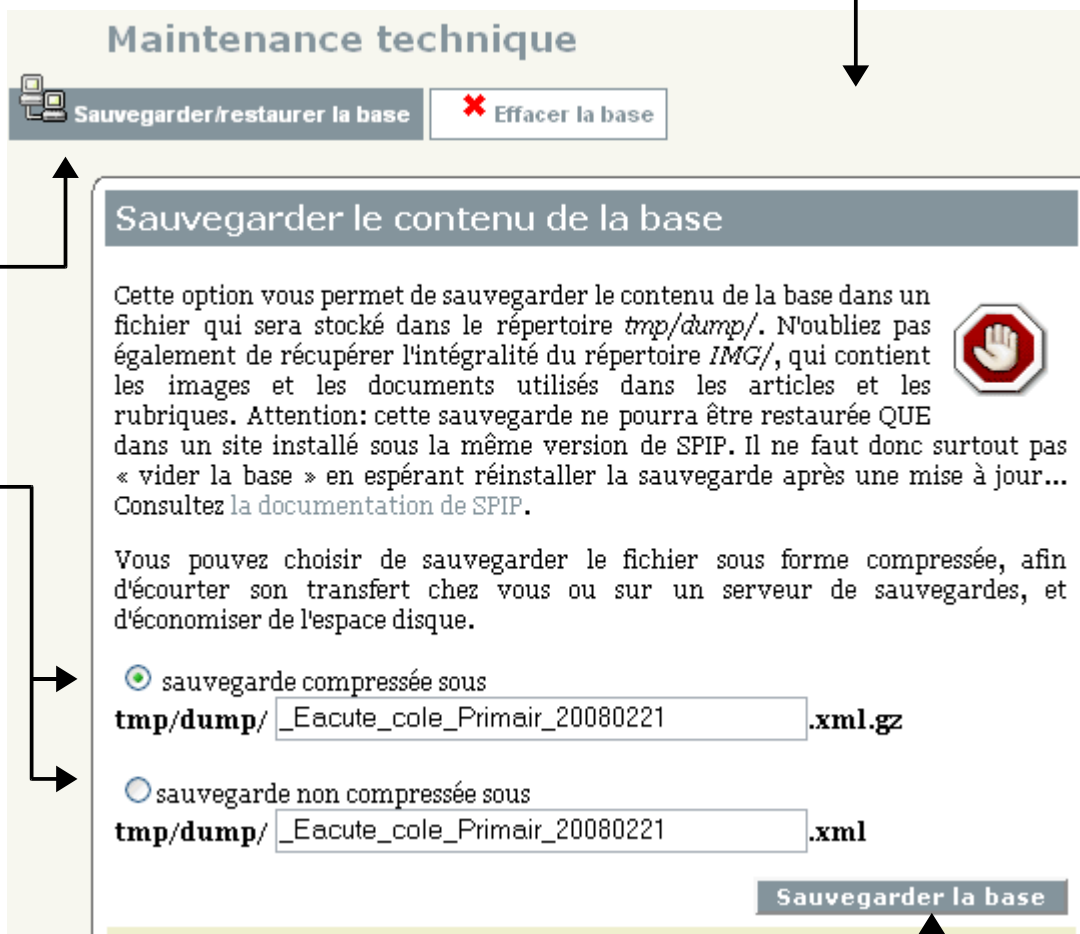 Maintenance technique
Sauvegarder/restaurer la base
Effacer la base
Sauvegarder le contenu de la base
Cette option vous permet de sauvegarder le contenu de la base dans un
fichier qui sera stocké dans le répertoire tmp/dump/. N'oubliez pas
également de récupérer l'intégralité du répertoire IMG/, qui contient
les images et les documents utilisés dans les articles et les
rubriques. Attention: cette sauvegarde ne pourra être restaurée QUE
dans un site installé sous la même version de SPIP. Il ne faut donc surtout pas
« vider la base » en espérant réinstaller la sauvegarde après une mise à jour...
Consultez la documentation de SPIP.
Vous pouvez choisir de sauvegarder le fichier sous forme compressée, afin
d'écourter son transfert chez vous ou sur un serveur de sauvegardes, et
d'économiser de l'espace disque.
sauvegarde compressée sous
tmp/dump/ _Eacute_cole_Primair_20080221 .xml.gz
sauvegarde non compressée sous
tmp/dump/ _Eacute_cole_Primair_20080221 .xml
Sauvegarder la base